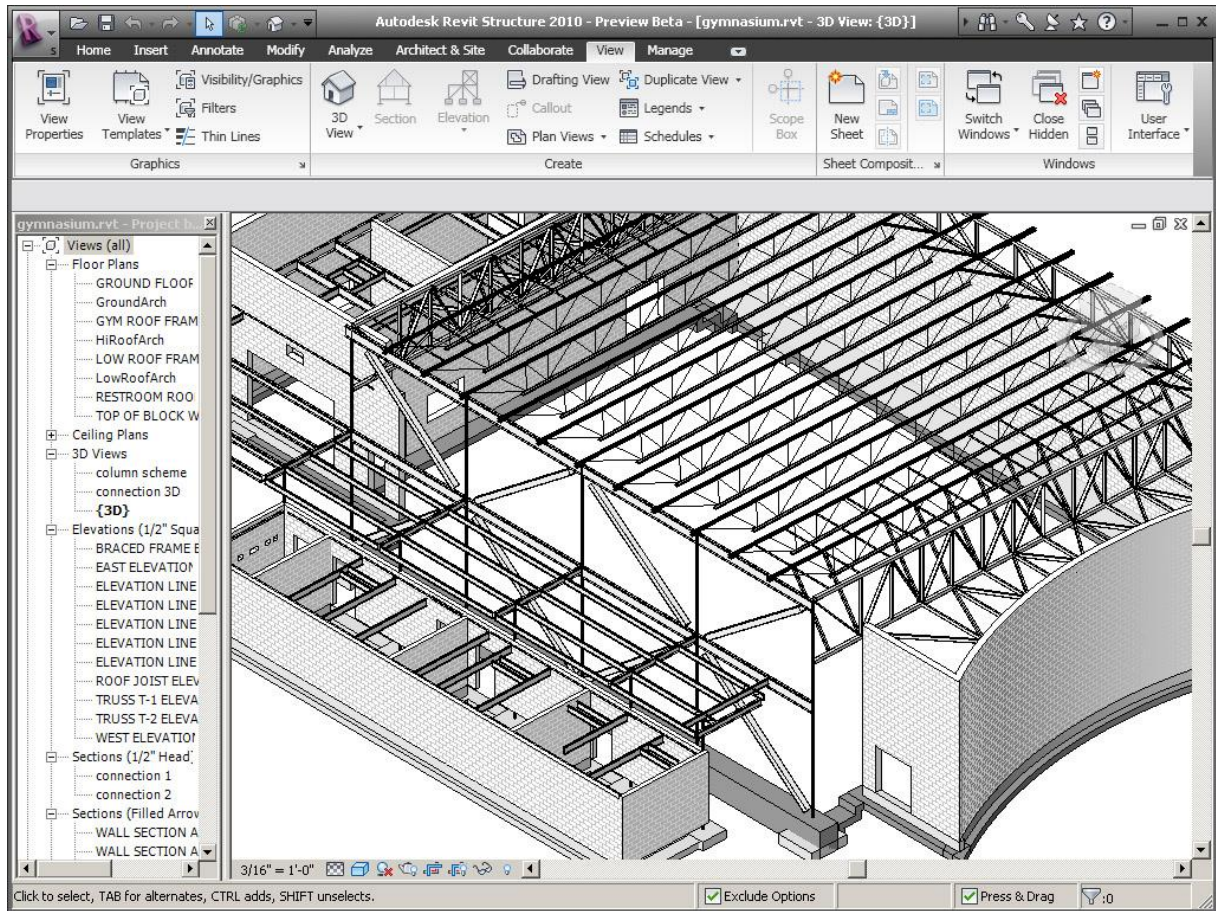 Autodesk Revit Structure 2010 - Preview Beta - [gymnasium.rvt - 3D View: {3D}]
S
Home Insert Annotate Modify Analyze Architect & Site Collaborate View Manage
View Properties
View Templates
Visibility/Graphics
Filters
Thin Lines
3D View
Section
Elevation
Drafting View
Callout
Plan Views
Duplicate View
Legends
Schedules
Scope Box
New Sheet
Switch Windows
Close Hidden
User Interface
Graphics Create Sheet Composit... Windows
gymnasium.rvt - Project b...
Views (all)
Floor Plans
GROUND FLOOF
GroundArch
GYM ROOF FRAM
HiRoofArch
LOW ROOF FRAM
LowRoofArch
RESTROOM ROO
TOP OF BLOCK W
Ceiling Plans
3D Views
column scheme
connection 3D
{3D}
Elevations (1/2" Squa
BRACED FRAME E
EAST ELEVATION
ELEVATION LINE
ELEVATION LINE
ELEVATION LINE
ELEVATION LINE
ELEVATION LINE
ROOF JOIST ELEV
TRUSS T-1 ELEVA
TRUSS T-2 ELEVA
WEST ELEVATION
Sections (1/2" Head
connection 1
connection 2
Sections (Filled Arrow
WALL SECTION A
WALL SECTION A
3/16" = 1'-0"
Click to select, TAB for alternates, CTRL adds, SHIFT unselects.
Exclude Options
Press & Drag
:0